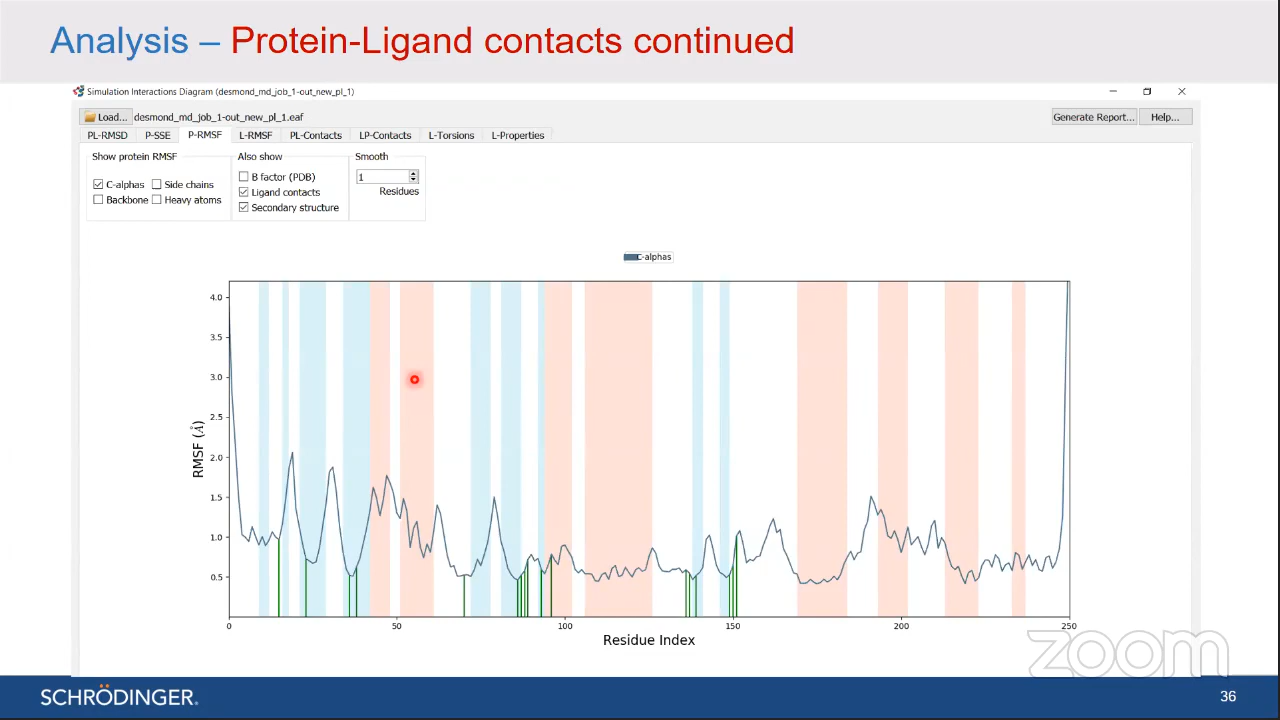 Analysis – Protein-Ligand contacts continued
Simulation Interactions Diagram (desmond_md_job_1-out_new_pl_1)
Load... desmond_md_job_1-out_new_pl_1.eaf
Generate Report... Help...
PL-RMSD P-SSE P-RMSF L-RMSF PL-Contacts LP-Contacts L-Torsions L-Properties
Show protein RMSF Also show Smooth
C-alphas Side chains
Backbone Heavy atoms
B factor (PDB)
Ligand contacts
Secondary structure
1
Residues
C-alphas
4.0
3.5
3.0
2.5
2.0
1.5
1.0
0.5
RMSF (Å)
0 50 100 150 200 250
Residue Index
zoom
SCHRÖDINGER.
36